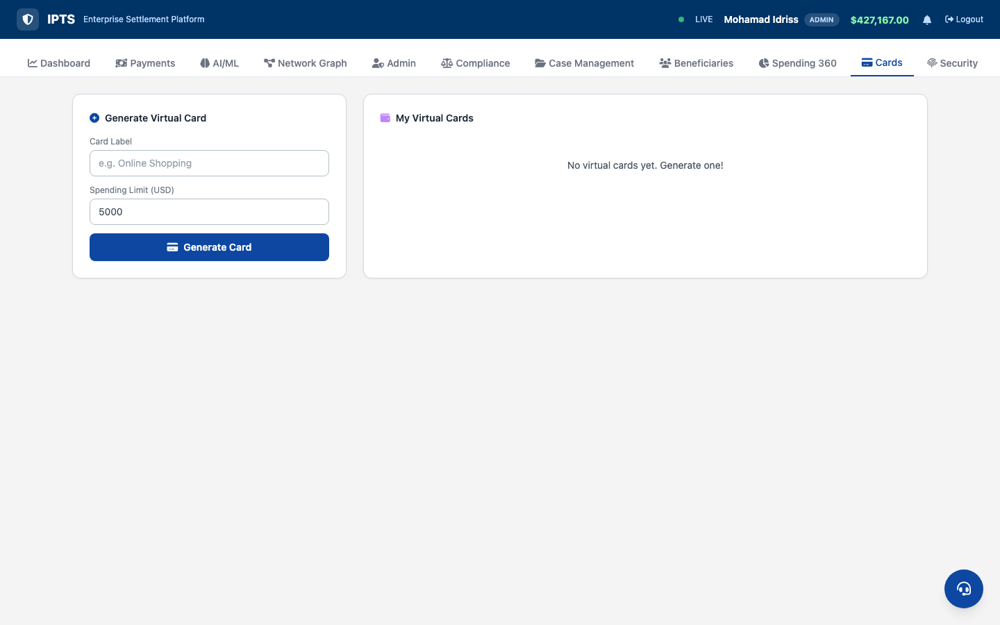 IPTS Enterprise Settlement Platform LIVE Mohamad Idriss ADMIN $427,167.00 Logout
Dashboard Payments AI/ML Network Graph Admin Compliance Case Management Beneficiaries Spending 360 Cards Security
Generate Virtual Card
Card Label
e.g. Online Shopping
Spending Limit (USD)
5000
Generate Card
My Virtual Cards
No virtual cards yet. Generate one!